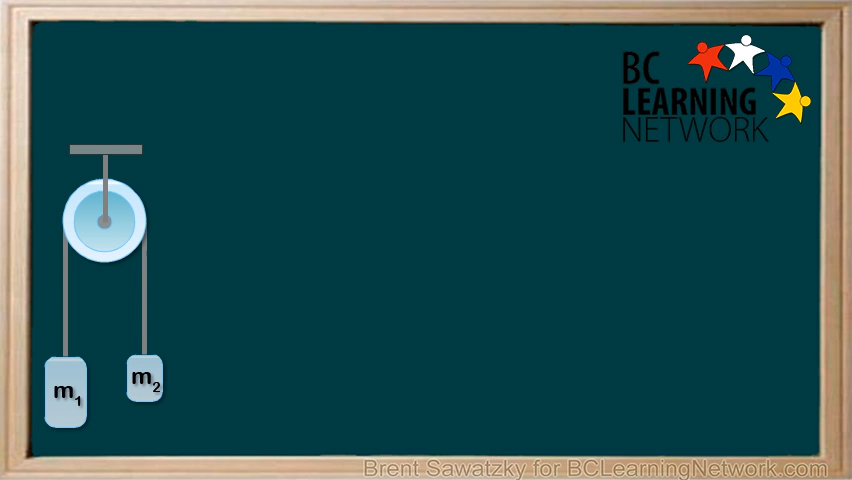 BC
LEARNING
NETWORK
m₁
m₂
Brent Sawatzky for BCLearningNetwork.com